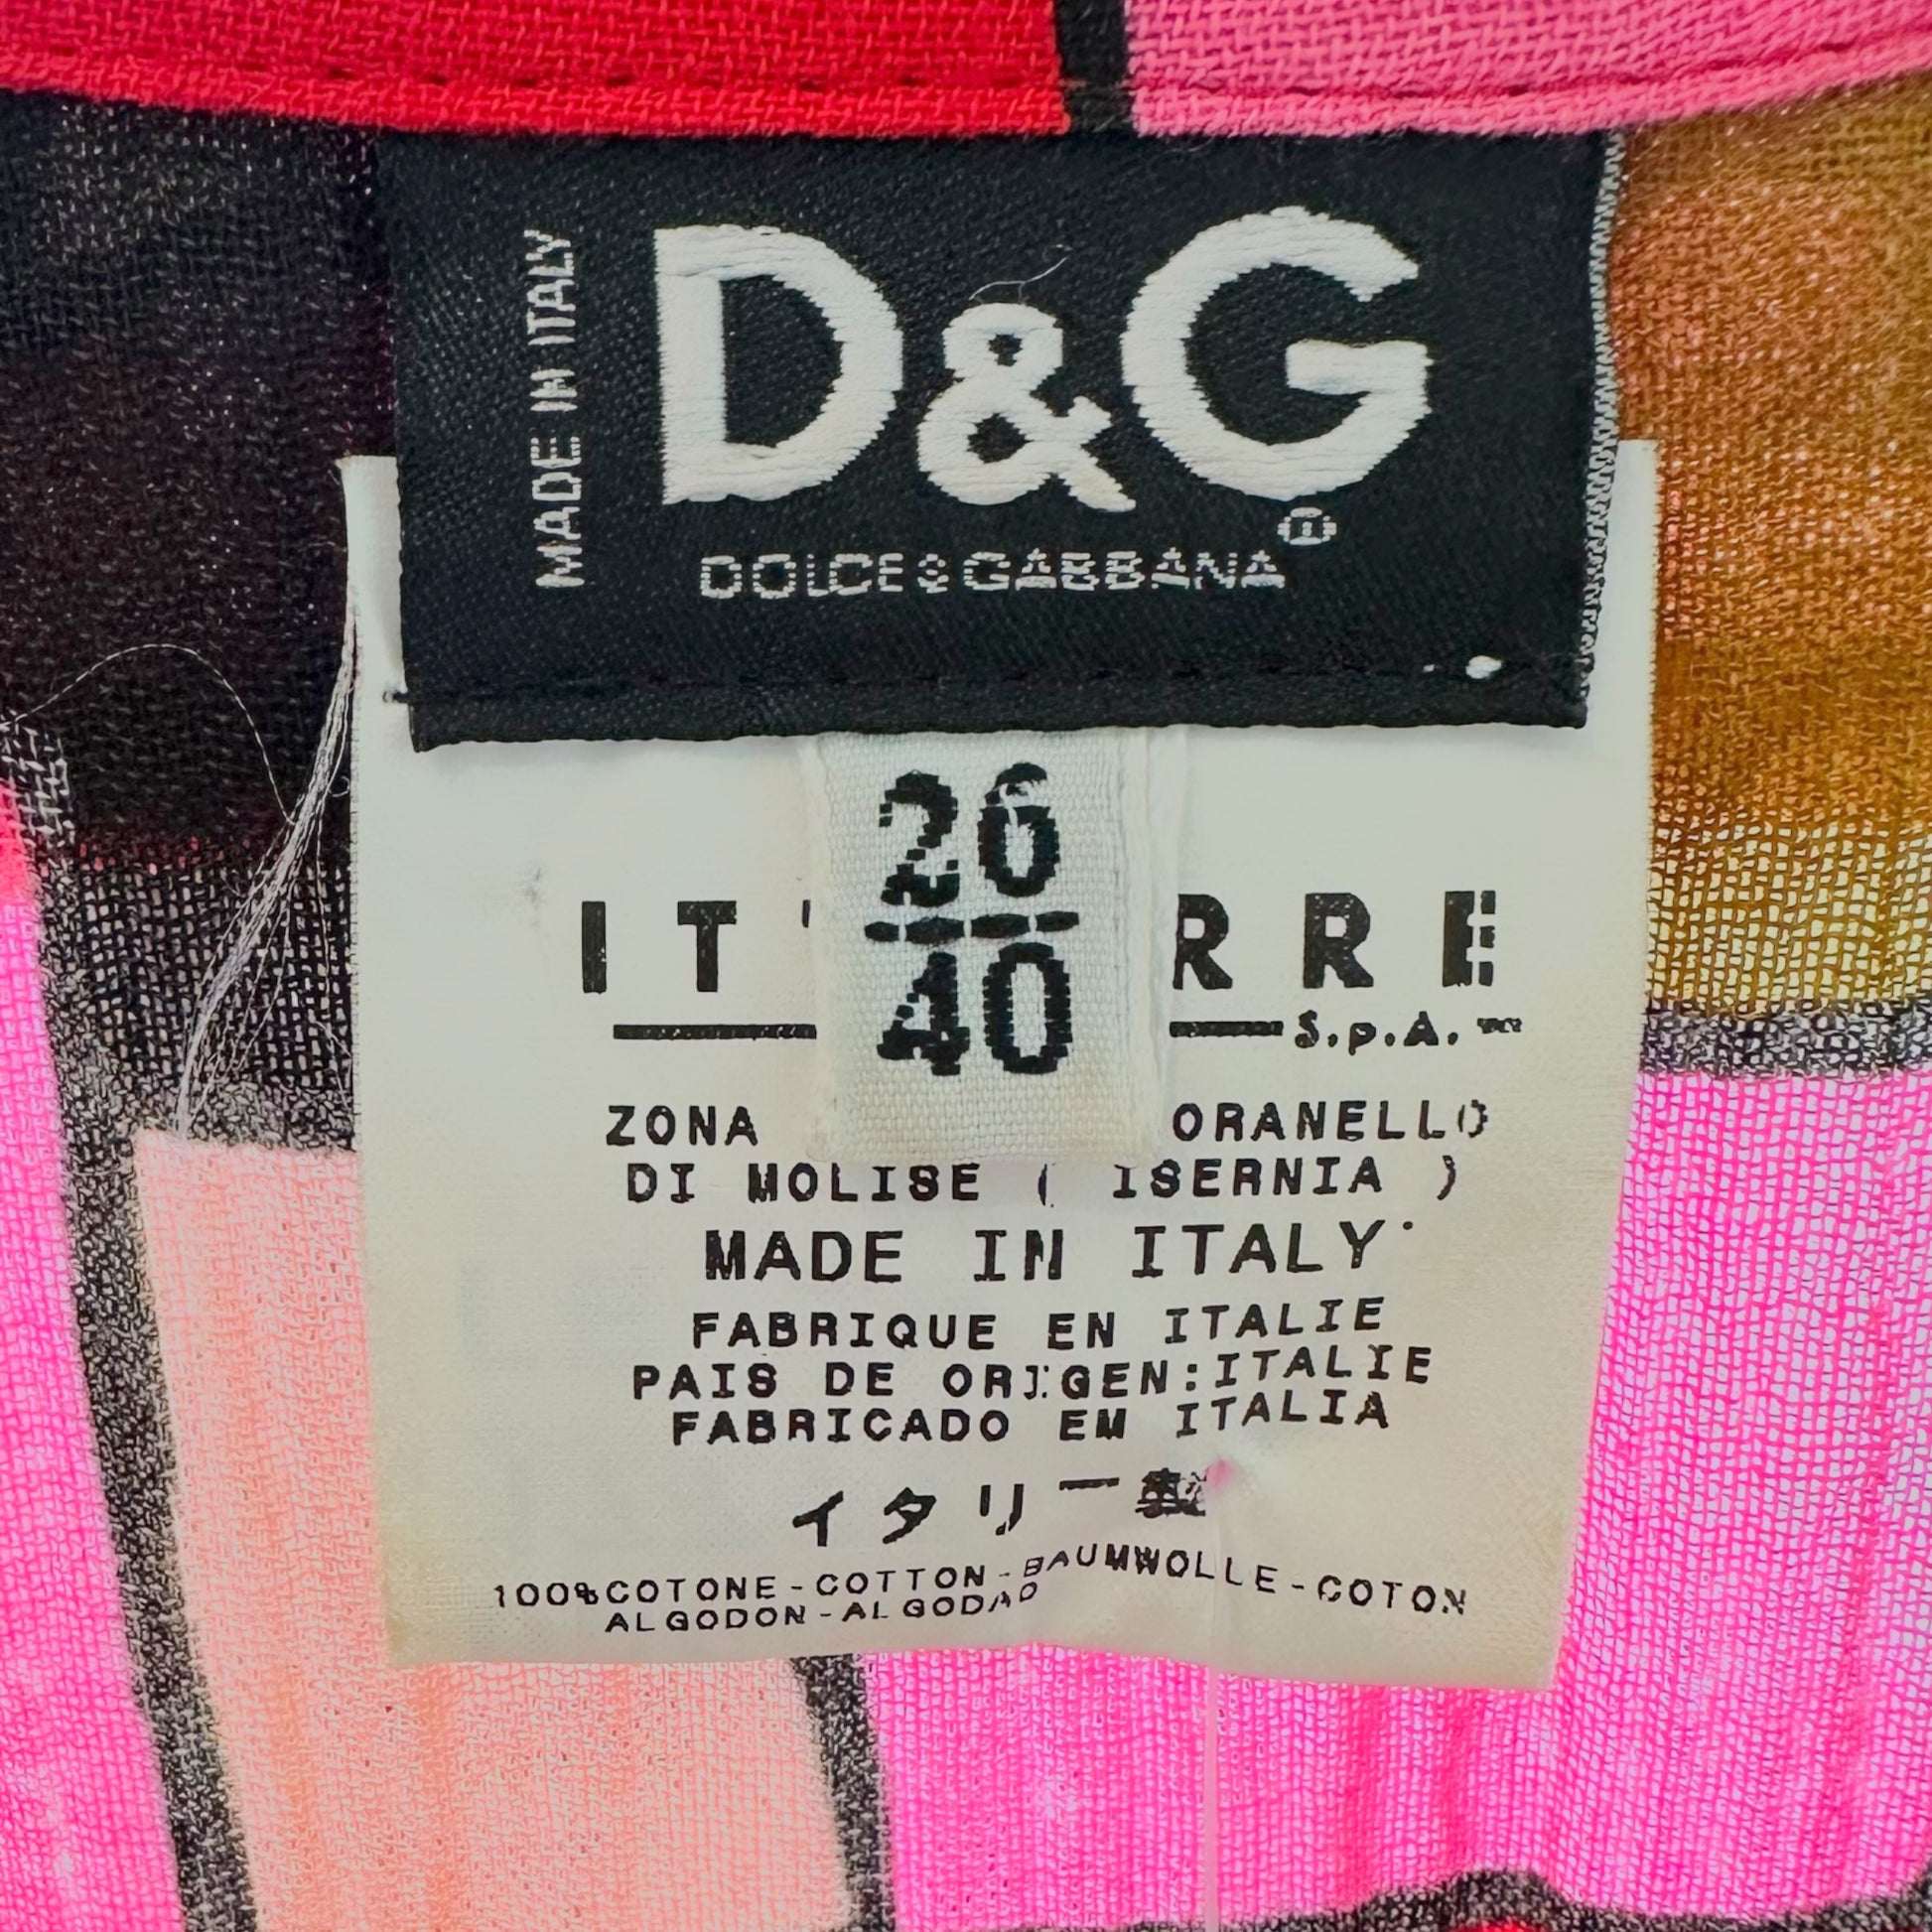 MADE IN ITALY
D&G
®
DOLCE&GABBANA
26
40
IT' RRE
S.p.A.
ZONA ORANELLO
DI MOLISE ( ISERNIA )
MADE IN ITALY
FABRIQUE EN ITALIE
PAIS DE ORIGEN:ITALIE
FABRICADO EM ITALIA
イタリー製
100%COTONE-COTTON-BAUMWOLLE-COTON
ALGODON-ALGODAO